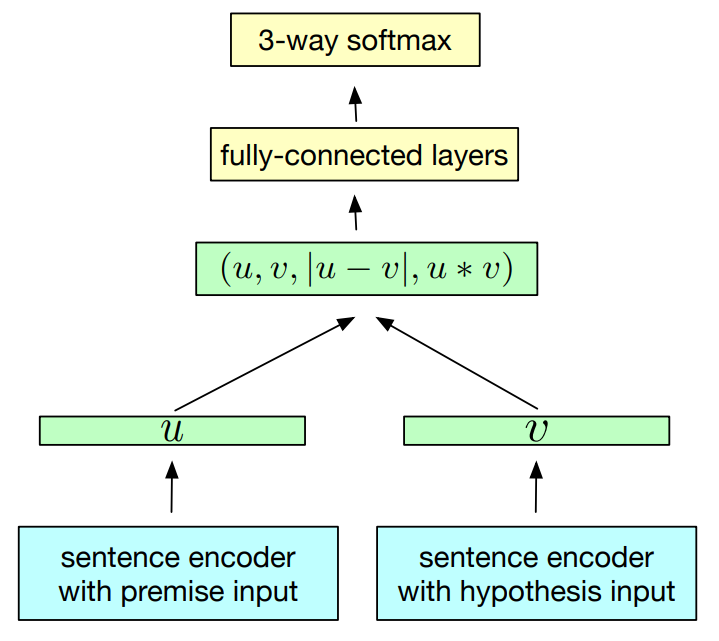 3-way softmax
fully-connected layers
(u, v, |u − v|, u ∗ v)
u
v
sentence encoder
with premise input
sentence encoder
with hypothesis input